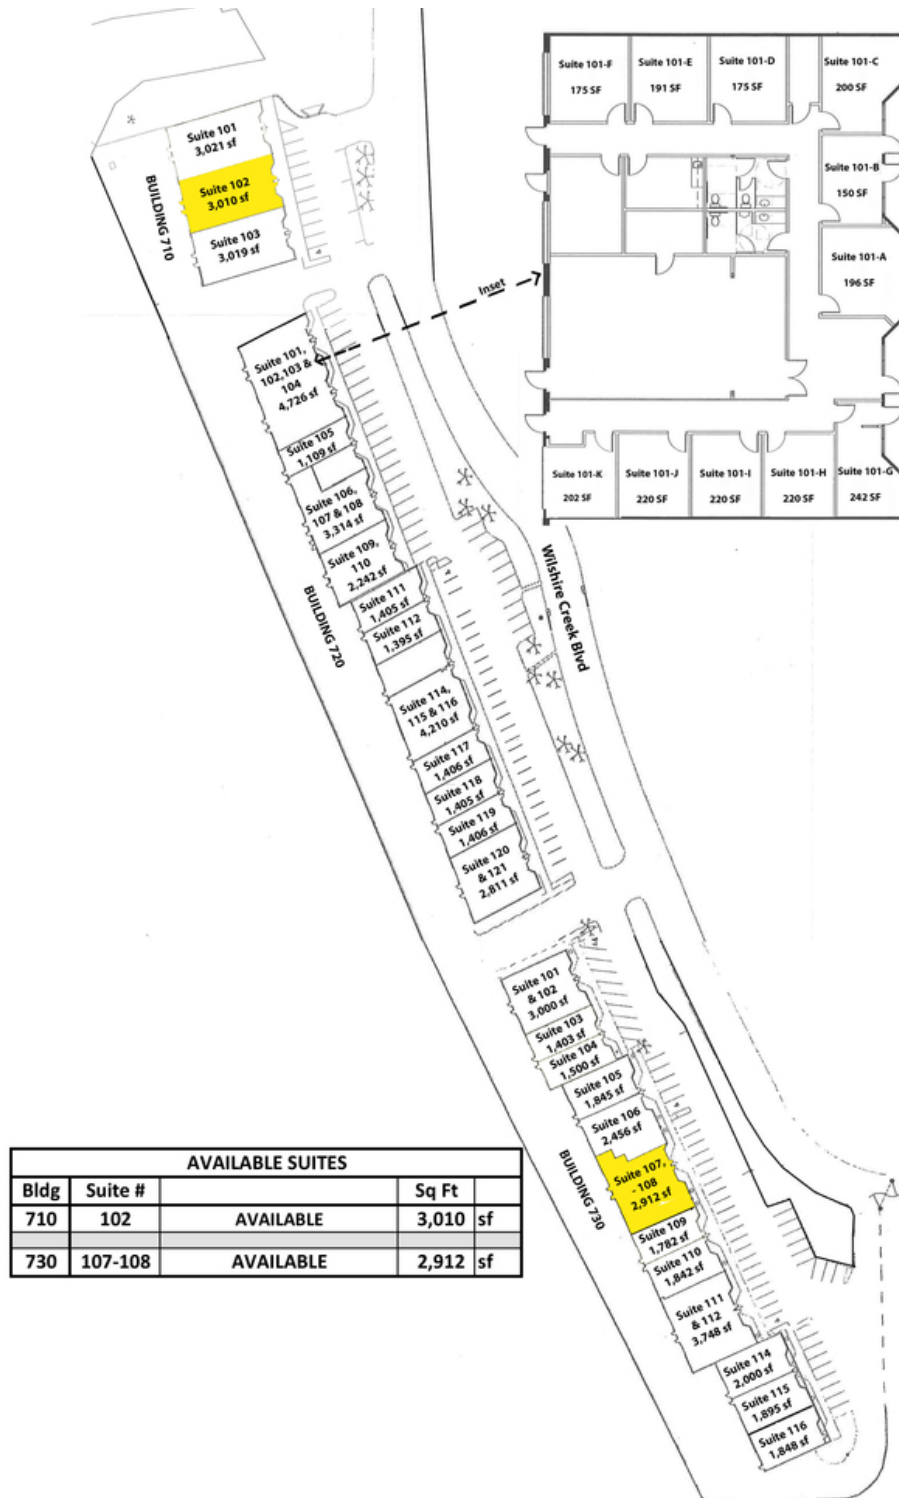 Suite 101
3,021 sf
Suite 102
3,010 sf
Suite 103
3,019 sf
BUILDING 710
Inset
Suite 101-F
175 SF
Suite 101-E
191 SF
Suite 101-D
175 SF
Suite 101-C
200 SF
Suite 101-B
150 SF
Suite 101-A
196 SF
Suite 101-K
202 SF
Suite 101-J
220 SF
Suite 101-I
220 SF
Suite 101-H
220 SF
Suite 101-G
242 SF
Suite 101,
102,103 &
104
4,726 sf
Suite 105
1,109 sf
Suite 106,
107 & 108
3,314 sf
Suite 109,
110
2,242 sf
Suite 111
1,405 sf
Suite 112
1,395 sf
BUILDING 720
Suite 114,
115 & 116
4,210 sf
Suite 117
1,406 sf
Suite 118
1,405 sf
Suite 119
1,406 sf
Suite 120
& 121
2,811 sf
Wilshire Creek Blvd
Suite 101
& 102
3,000 sf
Suite 103
1,403 sf
Suite 104
1,500 sf
Suite 105
1,845 sf
Suite 106
2,456 sf
Suite 107,
- 108
2,912 sf
BUILDING 730
Suite 109
1,782 sf
Suite 110
1,842 sf
Suite 111
& 112
3,748 sf
Suite 114
2,000 sf
Suite 115
1,895 sf
Suite 116
1,848 sf
AVAILABLE SUITES
Bldg Suite # Sq Ft
710 102 AVAILABLE 3,010 sf
730 107-108 AVAILABLE 2,912 sf